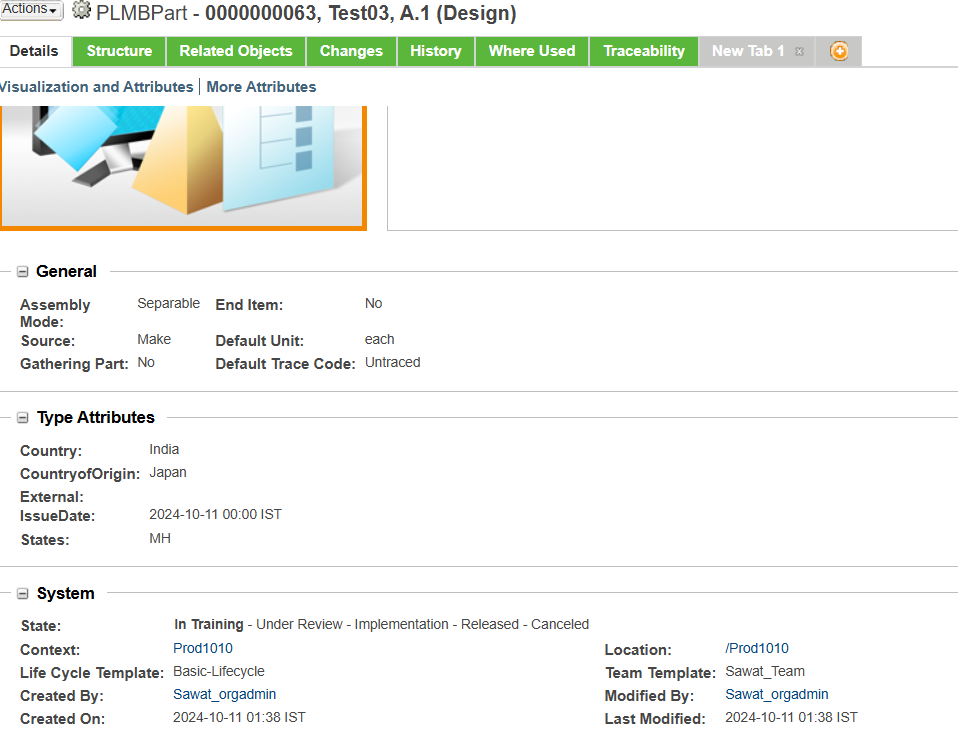 Actions
PLMBPart - 0000000063, Test03, A.1 (Design)
Details Structure Related Objects Changes History Where Used Traceability New Tab 1
Visualization and Attributes | More Attributes
General
Assembly Mode: Separable End Item: No
Source: Make Default Unit: each
Gathering Part: No Default Trace Code: Untraced
Type Attributes
Country: India
CountryofOrigin: Japan
External:
IssueDate: 2024-10-11 00:00 IST
States: MH
System
State: In Training - Under Review - Implementation - Released - Canceled
Context: Prod1010 Location: /Prod1010
Life Cycle Template: Basic-Lifecycle Team Template: Sawat_Team
Created By: Sawat_orgadmin Modified By: Sawat_orgadmin
Created On: 2024-10-11 01:38 IST Last Modified: 2024-10-11 01:38 IST